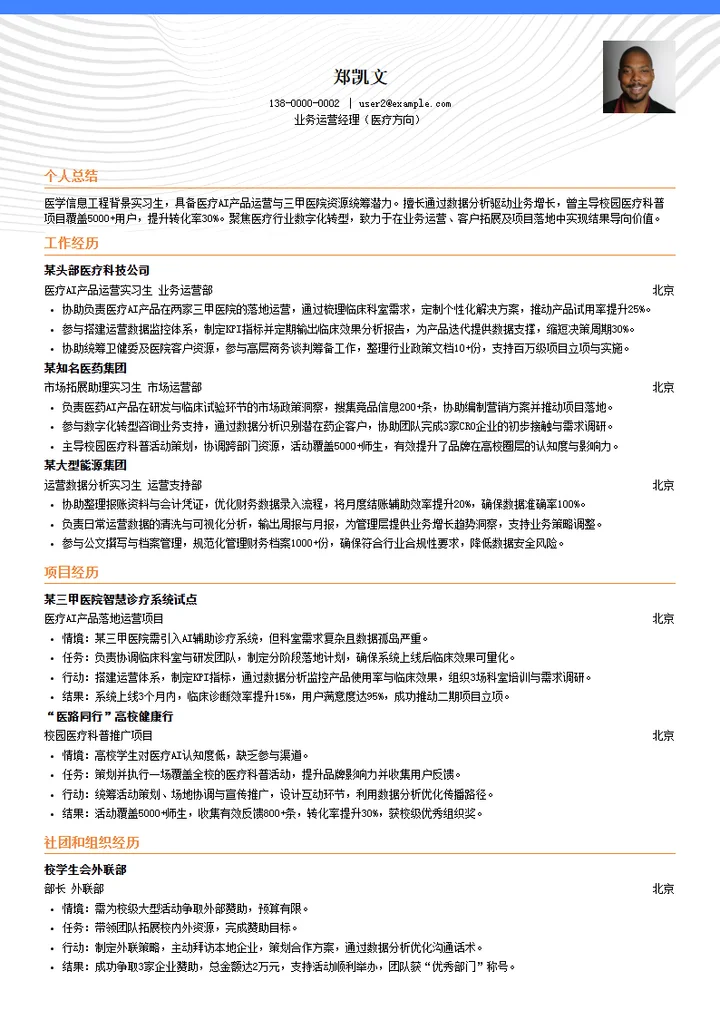 郑凯文
138-0000-0002 | user2@example.com
业务运营经理（医疗方向）
个人总结
医学信息工程背景实习生，具备医疗AI产品运营与三甲医院资源统筹潜力。擅长通过数据分析驱动业务增长，曾主导校园医疗科普
项目覆盖5000+用户，提升转化率30%。聚焦医疗行业数字化转型，致力于在业务运营、客户拓展及项目落地中实现结果导向价值。
工作经历
某头部医疗科技公司
医疗AI产品运营实习生 业务运营部 北京
• 协助负责医疗AI产品在两家三甲医院的落地运营，通过梳理临床科室需求，定制个性化解决方案，推动产品试用率提升25%。
• 参与搭建运营数据监控体系，制定KPI指标并定期输出临床效果分析报告，为产品迭代提供数据支撑，缩短决策周期30%。
• 协助统筹卫健委及医院客户资源，参与高层商务谈判筹备工作，整理行业政策文档10+份，支持百万级项目立项与实施。
某知名医药集团
市场拓展助理实习生 市场运营部 北京
• 负责医药AI产品在研发与临床试验环节的市场政策洞察，搜集竞品信息200+条，协助编制营销方案并推动项目落地。
• 参与数字化转型咨询业务支持，通过数据分析识别潜在药企客户，协助团队完成3家CRO企业的初步接触与需求调研。
• 主导校园医疗科普活动策划，协调跨部门资源，活动覆盖5000+师生，有效提升了品牌在高校圈层的认知度与影响力。
某大型能源集团
运营数据分析实习生 运营支持部 北京
• 协助整理报账资料与会计凭证，优化财务数据录入流程，将月度结账辅助效率提升20%，确保数据准确率100%。
• 负责日常运营数据的清洗与可视化分析，输出周报与月报，为管理层提供业务增长趋势洞察，支持业务策略调整。
• 参与公文撰写与档案管理，规范化管理财务档案1000+份，确保符合行业合规性要求，降低数据安全风险。
项目经历
某三甲医院智慧诊疗系统试点
医疗AI产品落地运营项目 北京
• 情境：某三甲医院需引入AI辅助诊疗系统，但科室需求复杂且数据孤岛严重。
• 任务：负责协调临床科室与研发团队，制定分阶段落地计划，确保系统上线后临床效果可量化。
• 行动：搭建运营体系，制定KPI指标，通过数据分析监控产品使用率与临床效果，组织3场科室培训与需求调研。
• 结果：系统上线3个月内，临床诊断效率提升15%，用户满意度达95%，成功推动二期项目立项。
“医路同行”高校健康行
校园医疗科普推广项目 北京
• 情境：高校学生对医疗AI认知度低，缺乏参与渠道。
• 任务：策划并执行一场覆盖全校的医疗科普活动，提升品牌影响力并收集用户反馈。
• 行动：统筹活动策划、场地协调与宣传推广，设计互动环节，利用数据分析优化传播路径。
• 结果：活动覆盖5000+师生，收集有效反馈800+条，转化率提升30%，获校级优秀组织奖。
社团和组织经历
校学生会外联部
部长 外联部 北京
• 情境：需为校级大型活动争取外部赞助，预算有限。
• 任务：带领团队拓展校内外资源，完成赞助目标。
• 行动：制定外联策略，主动拜访本地企业，策划合作方案，通过数据分析优化沟通话术。
• 结果：成功争取3家企业赞助，总金额达2万元，支持活动顺利举办，团队获“优秀部门”称号。